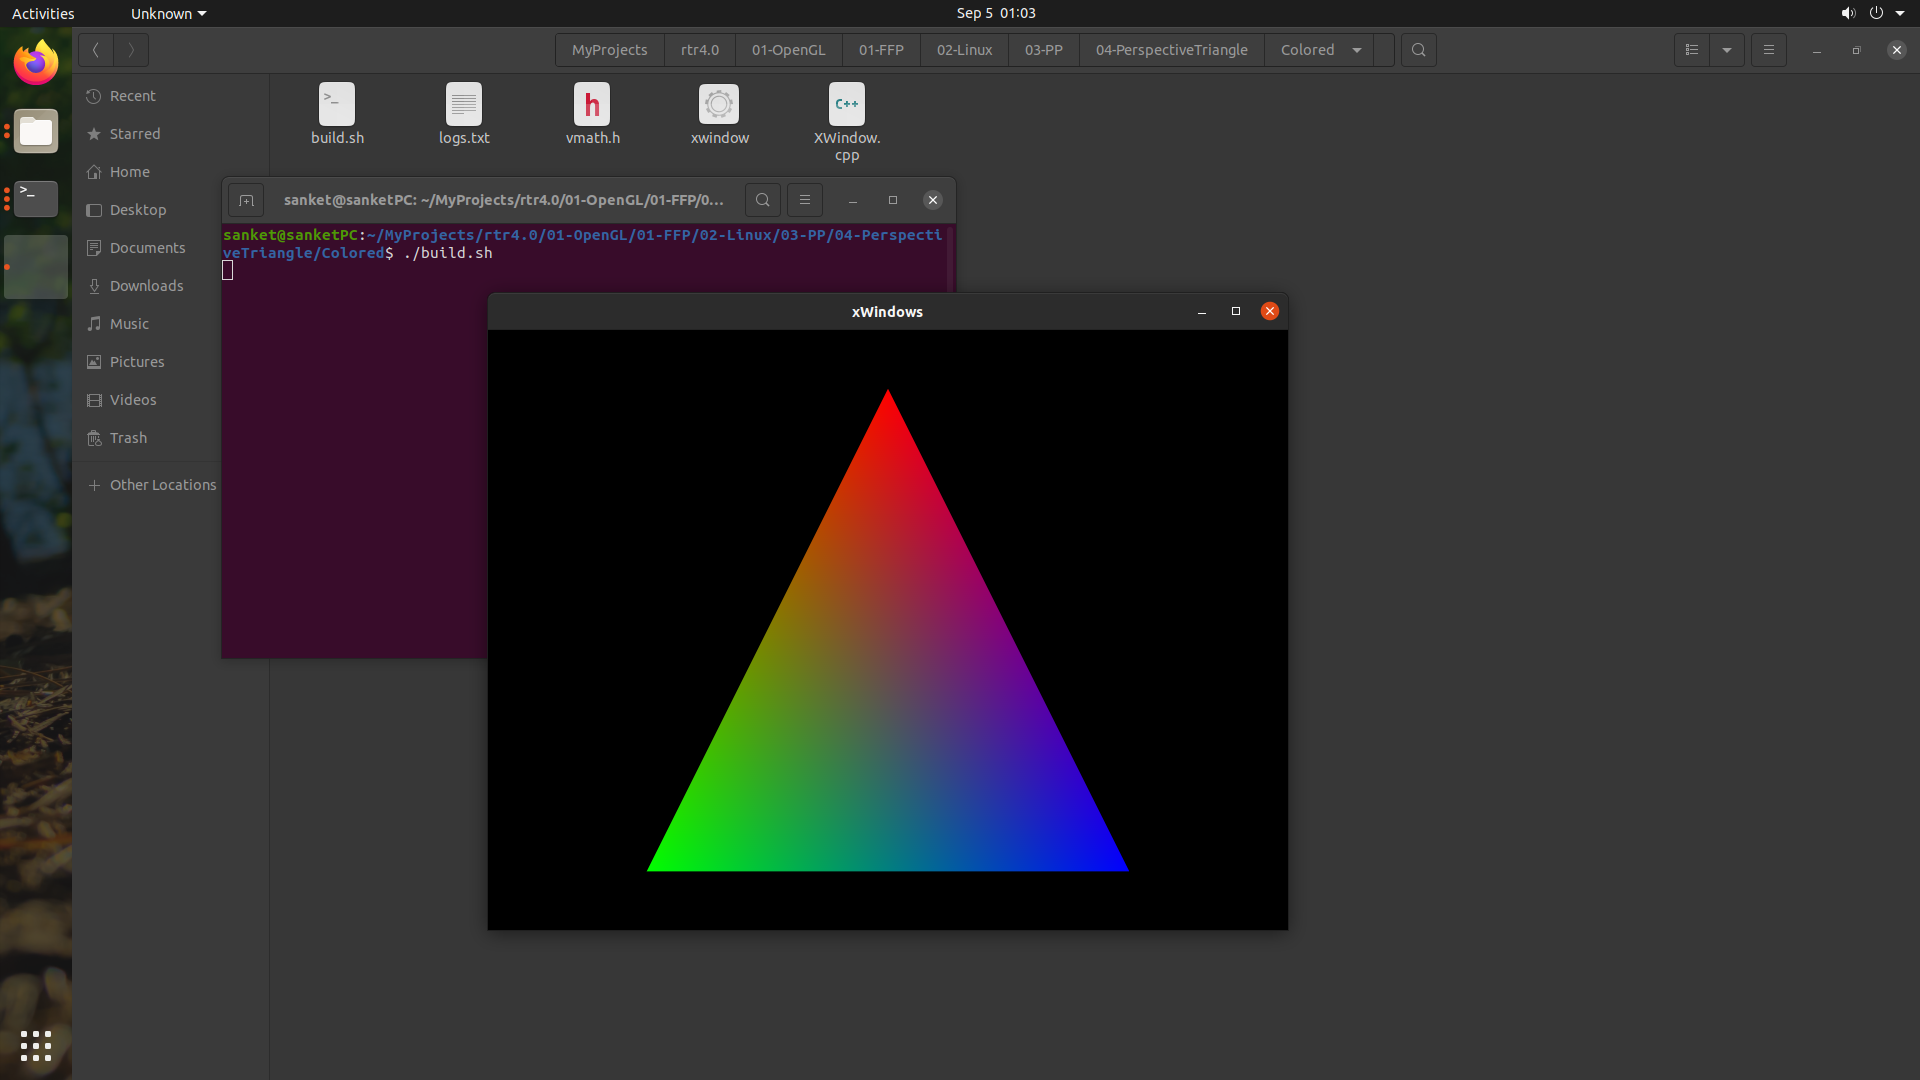 Activities
Unknown
Sep 5 01:03
MyProjects
rtr4.0
01-OpenGL
01-FFP
02-Linux
03-PP
04-PerspectiveTriangle
Colored
Recent
Starred
Home
Desktop
Documents
Downloads
Music
Pictures
Videos
Trash
Other Locations
>_
build.sh
logs.txt
h
vmath.h
xwindow
C++
XWindow.
cpp
>_
sanket@sanketPC: ~/MyProjects/rtr4.0/01-OpenGL/01-FFP/0...
sanket@sanketPC:~/MyProjects/rtr4.0/01-OpenGL/01-FFP/02-Linux/03-PP/04-Perspecti
veTriangle/Colored$ ./build.sh
xWindows